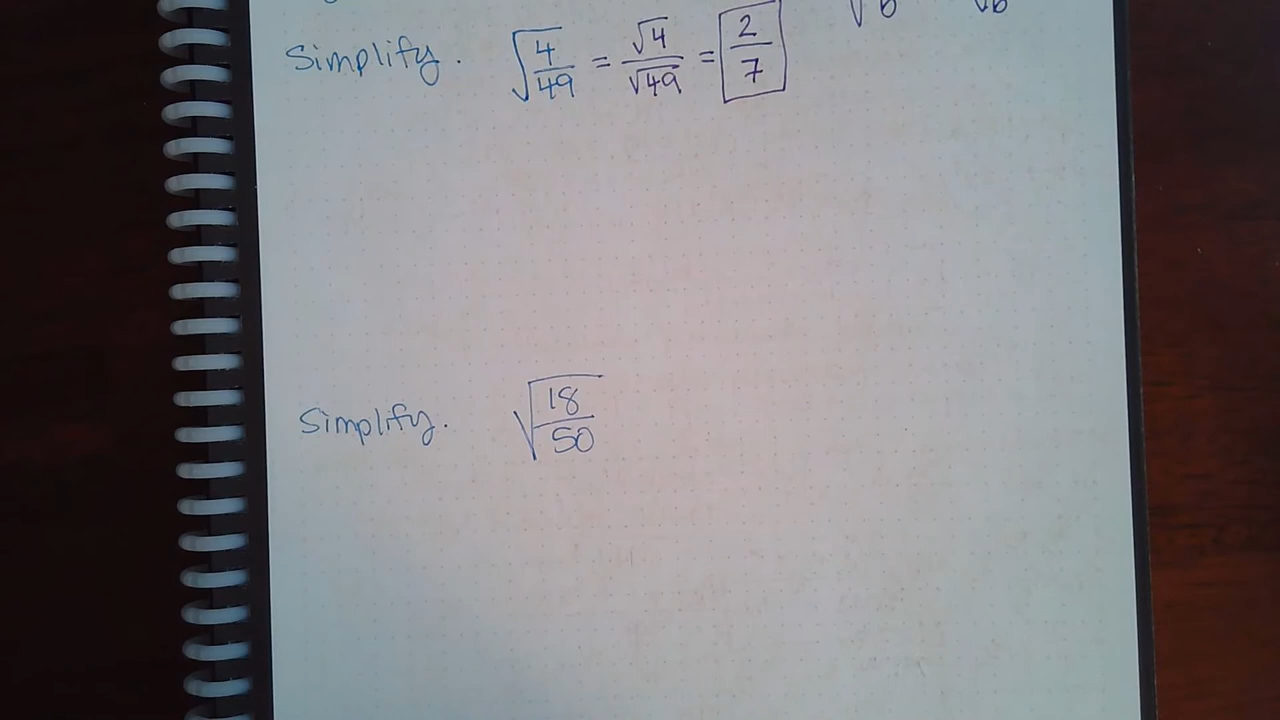 √b √b
Simplify. √(4/49) = √4/√49 = 2/7
Simplify. √(18/50)